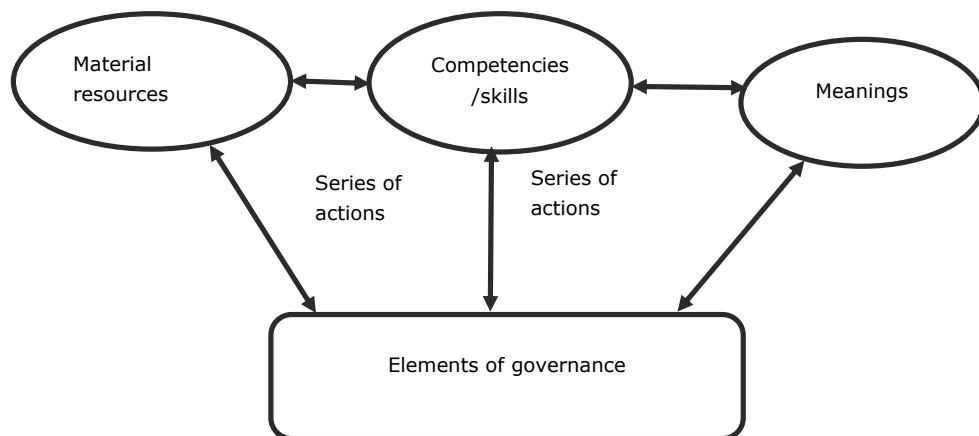 Material
resources
Competencies
/skills
Meanings
Series of
actions
Series of
actions
Elements of governance